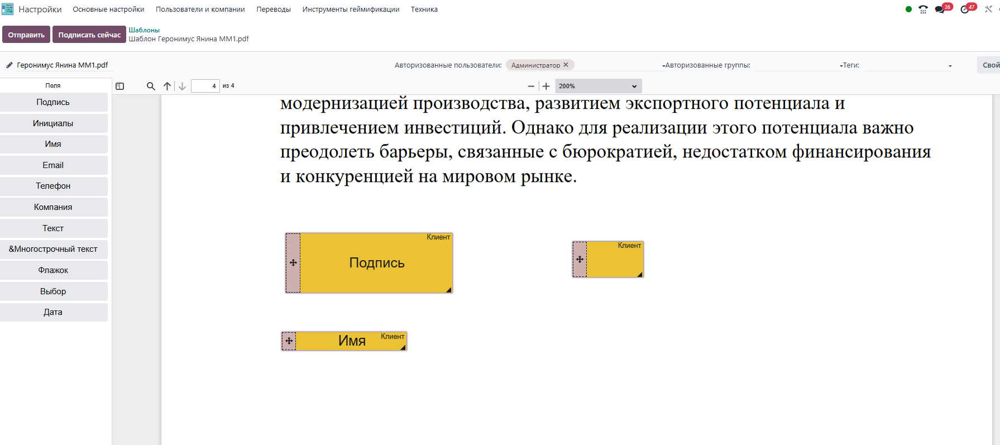 Настройки Основные настройки Пользователи и компании Переводы Инструменты геймификации Техника 36 47
Отправить Подписать сейчас Шаблоны
Шаблон Геронимус Янина ММ1.pdf
Геронимус Янина ММ1.pdf Авторизованные пользователи: Администратор Авторизованные группы: Теги: Свой
Поля
4 из 4 200%
Подпись
Инициалы
Имя
Email
Телефон
Компания
Текст
&Многострочный текст
Флажок
Выбор
Дата
модернизацией производства, развитием экспортного потенциала и
привлечением инвестиций. Однако для реализации этого потенциала важно
преодолеть барьеры, связанные с бюрократией, недостатком финансирования
и конкуренцией на мировом рынке.
Клиент
Подпись
Клиент
Имя Клиент